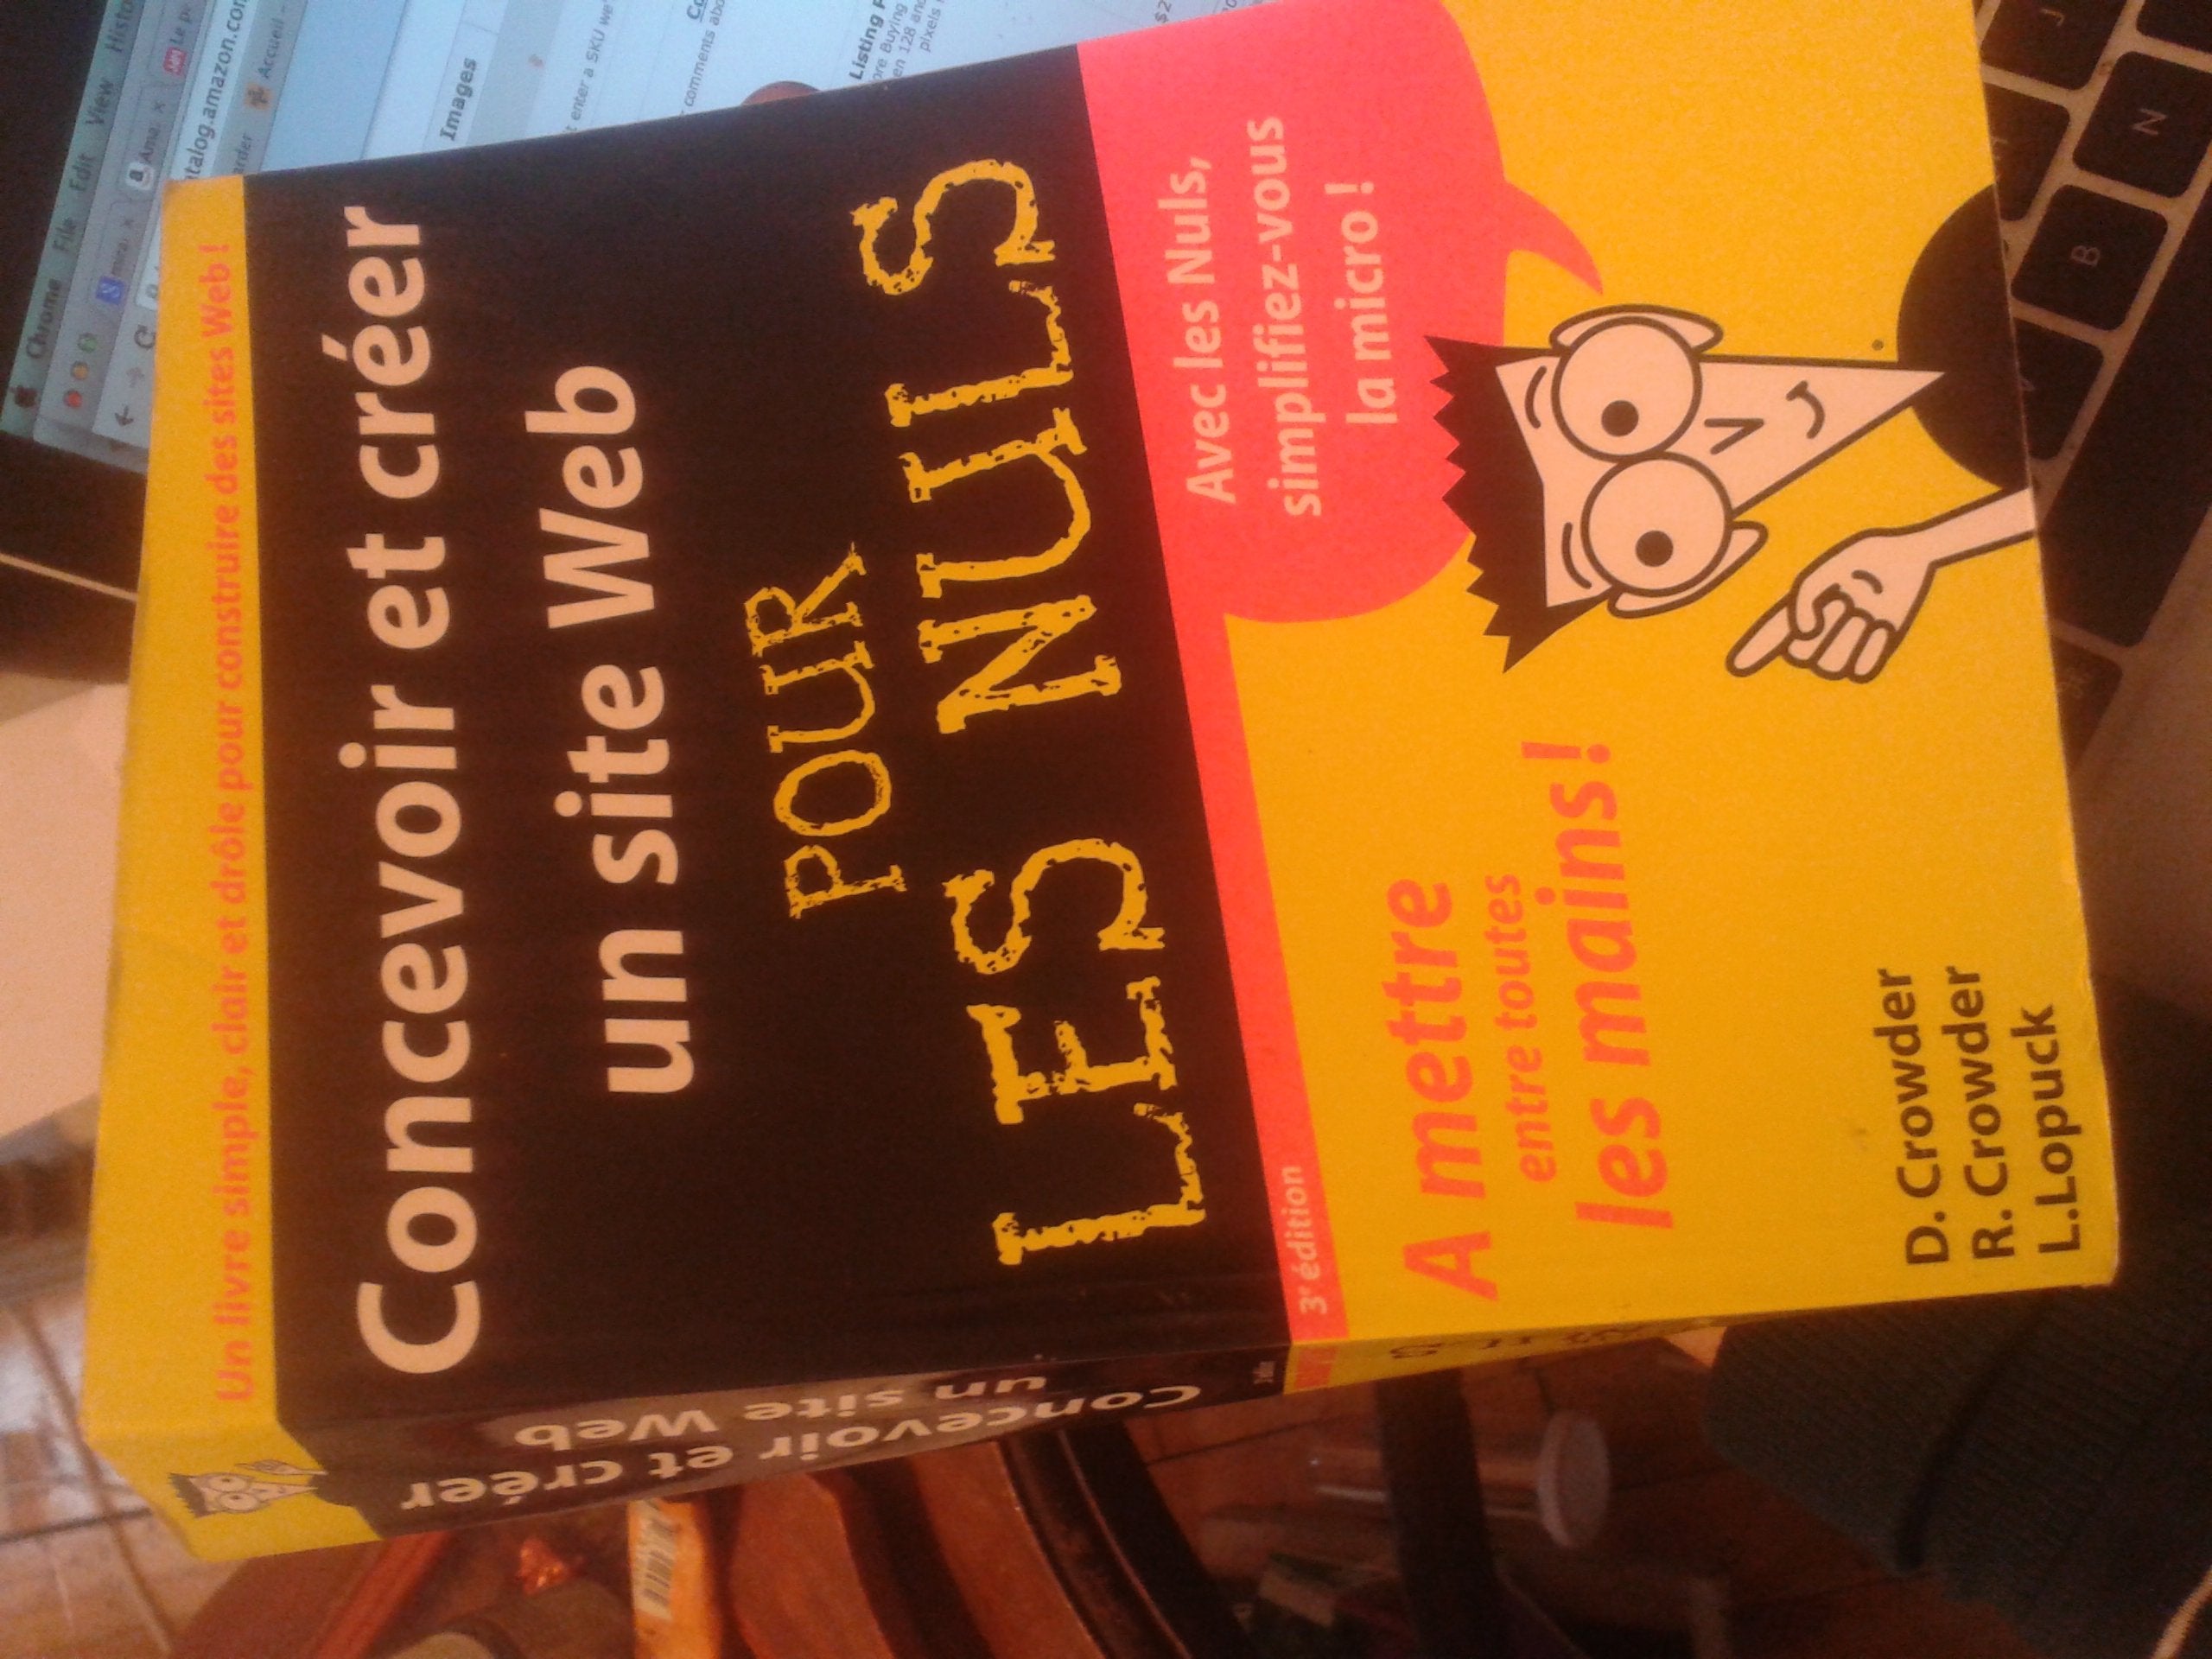 Un livre simple, clair et drôle pour construire des sites Web !
Concevoir et créer
un site Web
POUR
LES NULS
Avec les Nuls,
simplifiez-vous
la micro !
3e édition
A mettre
entre toutes
les mains !
D. Crowder
R. Crowder
L.Lopuck
Concevoir et créer
un site Web
Chrome File Edit View
Images
Accueil
B
N
J